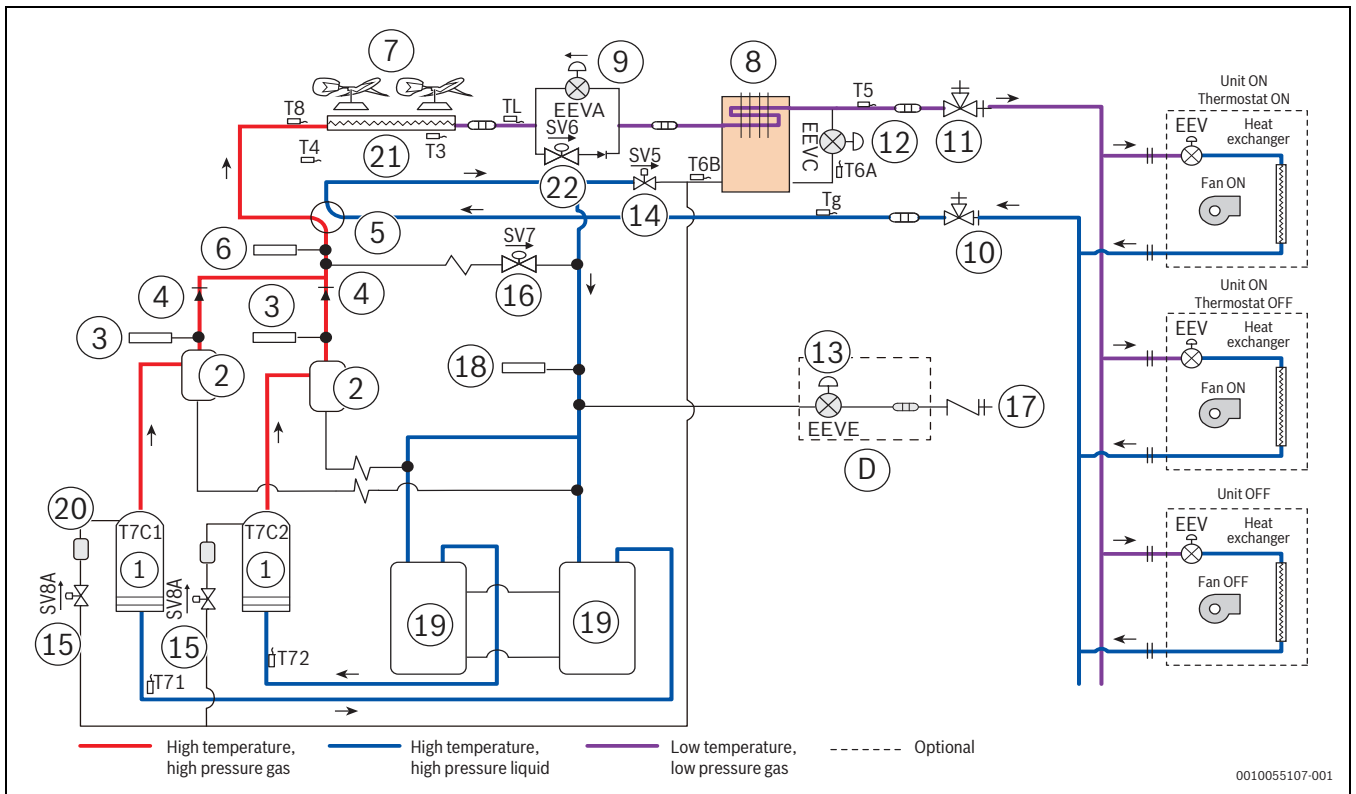 7
9
8
T8
TL
EEVA
SV6
T5
T4
21
T3
22
SV5
T6B
EEVC
T6A
12
11
Unit ON
Thermostat ON
EEV
Heat
exchanger
Fan ON
5
14
Tg
10
6
SV7
16
4
4
3
3
2
2
18
13
EEVE
17
D
Unit ON
Thermostat OFF
EEV
Heat
exchanger
Fan ON
20
T7C1
1
T7C2
1
SV8A
SV8A
15
15
T71
T72
19
19
Unit OFF
EEV
Heat
exchanger
Fan OFF
High temperature,
high pressure gas
High temperature,
high pressure liquid
Low temperature,
low pressure gas
Optional
0010055107-001